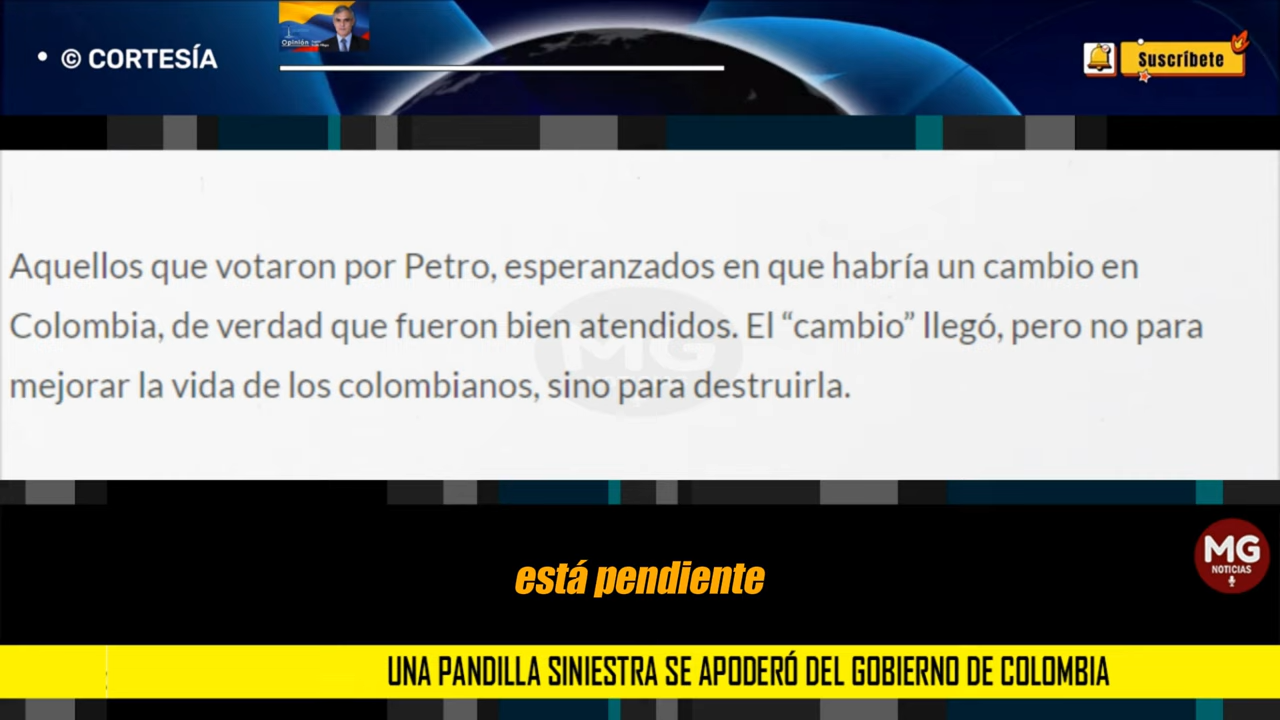 • © CORTESÍA
Opinión
Suscríbete
Aquellos que votaron por Petro, esperanzados en que habría un cambio en
Colombia, de verdad que fueron bien atendidos. El “cambio” llegó, pero no para
mejorar la vida de los colombianos, sino para destruirla.
MG
está pendiente
MG
NOTICIAS
UNA PANDILLA SINIESTRA SE APODERÓ DEL GOBIERNO DE COLOMBIA